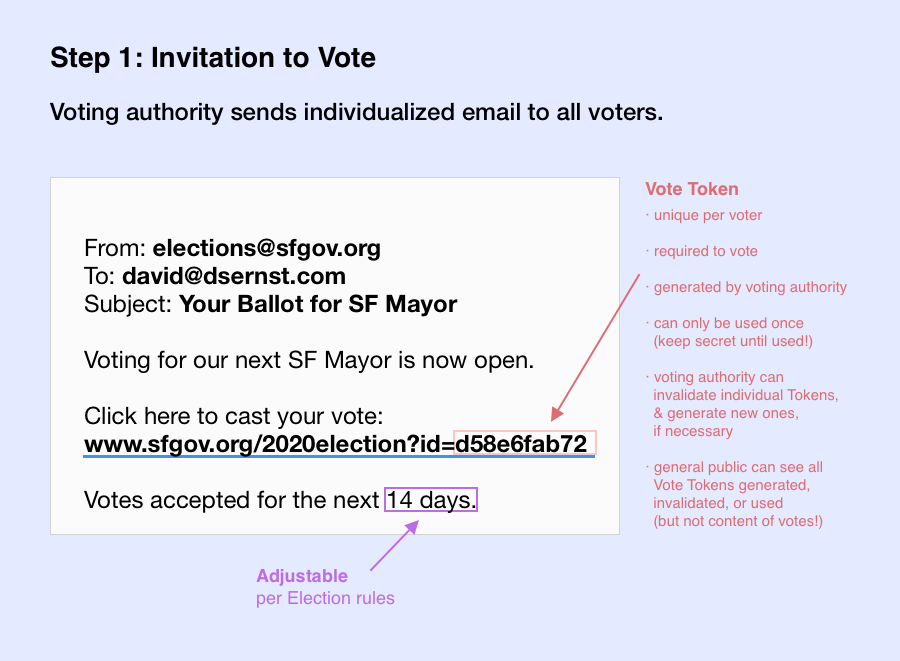 Step 1: Invitation to Vote
Voting authority sends individualized email to all voters.
From: elections@sfgov.org
To: david@dsernst.com
Subject: Your Ballot for SF Mayor
Voting for our next SF Mayor is now open.
Click here to cast your vote:
www.sfgov.org/2020election?id=d58e6fab72
Votes accepted for the next 14 days.
Adjustable
per Election rules
Vote Token
· unique per voter
· required to vote
· generated by voting authority
· can only be used once
(keep secret until used!)
· voting authority can
invalidate individual Tokens,
& generate new ones,
if necessary
· general public can see all
Vote Tokens generated,
invalidated, or used
(but not content of votes!)